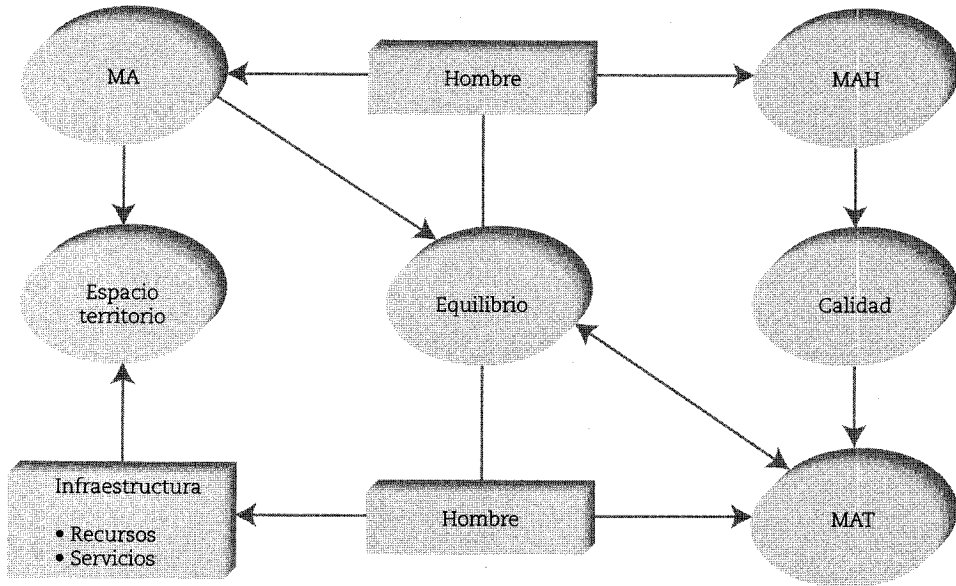 MA
Hombre
MAH
Espacio
territorio
Equilibrio
Calidad
Infraestructura
• Recursos
• Servicios
Hombre
MAT